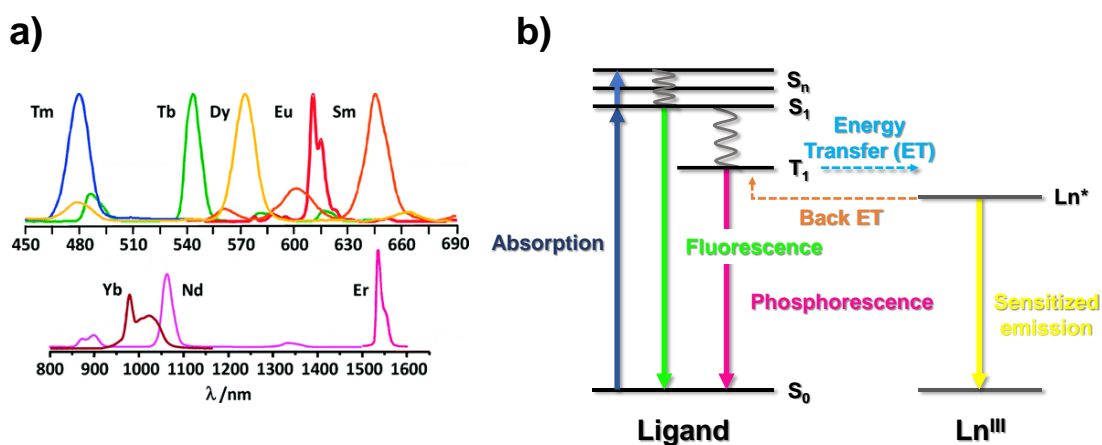 a)
Tm
Tb
Dy
Eu
Sm
450 480 510 540 570 600 630 660 690
Yb
Nd
Er
800 900 1000 1100 1200 1300 1400 1500 1600
λ /nm
b)
Sn
S1
Energy
Transfer (ET)
T1
Ln*
Back ET
Absorption
Fluorescence
Phosphorescence
Sensitized
emission
S0
Ligand
LnIII